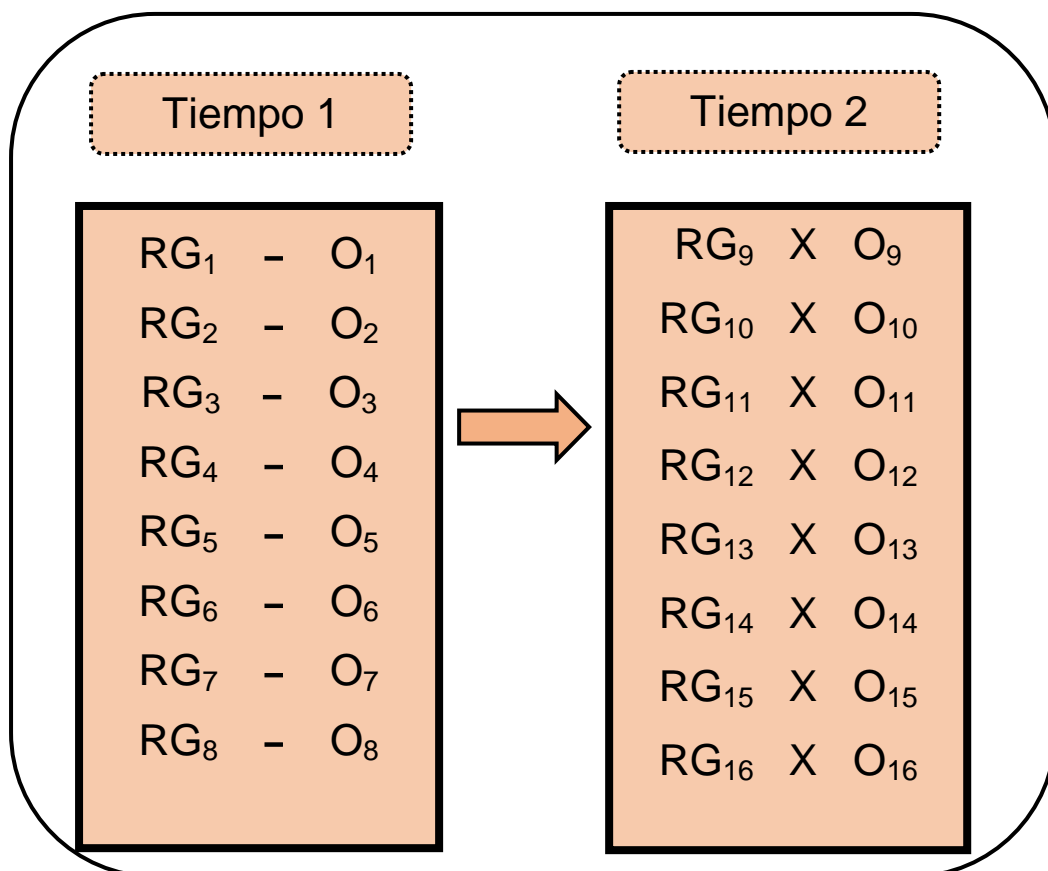 Tiempo 1
RG₁ – O₁
RG₂ – O₂
RG₃ – O₃
RG₄ – O₄
RG₅ – O₅
RG₆ – O₆
RG₇ – O₇
RG₈ – O₈
Tiempo 2
RG₉ X O₉
RG₁₀ X O₁₀
RG₁₁ X O₁₁
RG₁₂ X O₁₂
RG₁₃ X O₁₃
RG₁₄ X O₁₄
RG₁₅ X O₁₅
RG₁₆ X O₁₆